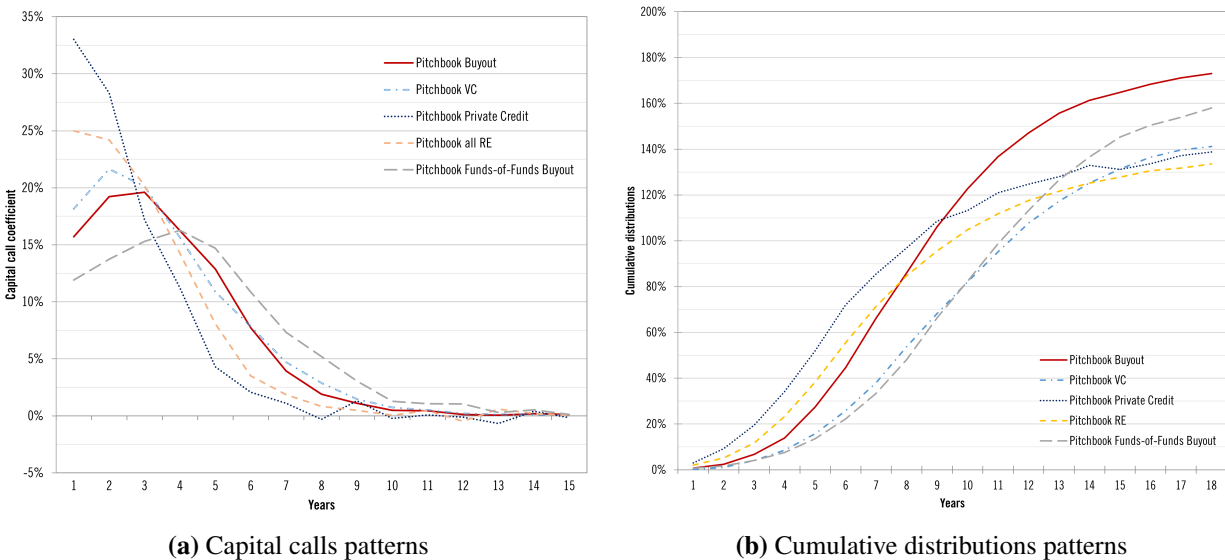 35%
30%
25%
20%
15%
10%
5%
0%
-5%
Capital call coefficient
Pitchbook Buyout
Pitchbook VC
Pitchbook Private Credit
Pitchbook all RE
Pitchbook Funds-of-Funds Buyout
1 2 3 4 5 6 7 8 9 10 11 12 13 14 15
Years
(a) Capital calls patterns
200%
180%
160%
140%
120%
100%
80%
60%
40%
20%
0%
Cumulative distributions
Pitchbook Buyout
Pitchbook VC
Pitchbook Private Credit
Pitchbook RE
Pitchbook Funds-of-Funds Buyout
1 2 3 4 5 6 7 8 9 10 11 12 13 14 15 16 17 18
Years
(b) Cumulative distributions patterns